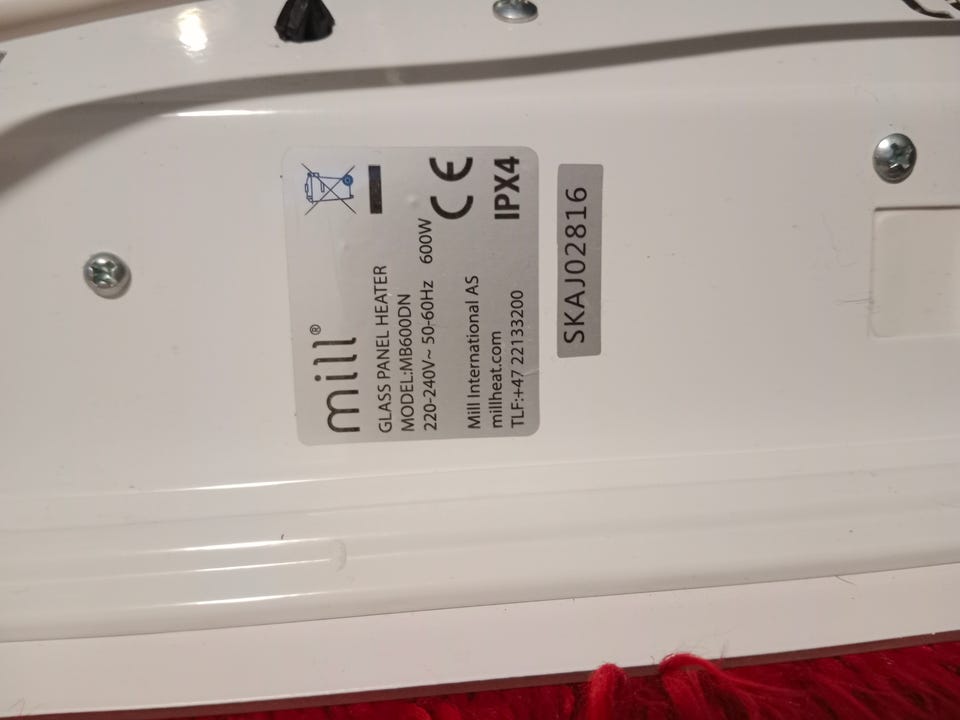 mill®
GLASS PANEL HEATER
MODEL:MB600DN
220-240V~ 50-60Hz 600W
Mill International AS
millheat.com
TLF:+47 22133200
CE
IPX4
SKAJ02816